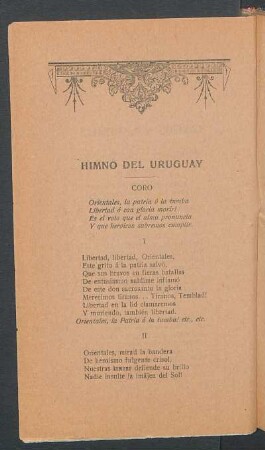 HIMNO DEL URUGUAY
CORO
Orientales, la patria ó la tumba
Libertad ó con gloria morir!
Es el voto que el alma pronuncia
Y que heroicos sabremos cumplir.
I
Libertad, libertad, Orientales,
Este grito á la patria salvó,
Que sus bravos en fieras batallas
De entusiasmo sublime inflamó
De este don sacrosanto la gloria
Merecimos tiranos... Tiranos, Temblad!
Libertad en la lid clamaremos
Y muriendo, también libertad.
Orientales, la Patria ó la tumba! etc., etc.
II
Orientales, mirad la bandera
De heroísmo fulgente crisol,
Nuestras lanzas defiende su brillo
Nadie insulte la imájen del Sol!